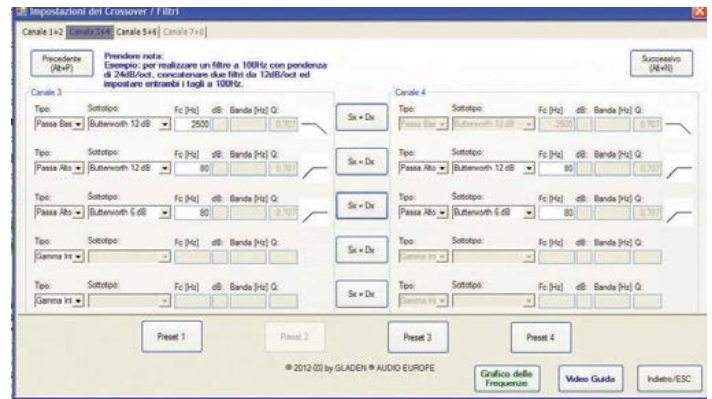 Impostazioni dei Crossover / Filtri
Canale 1+2 Canale 3+4 Canale 5+6 Canale 7+8
Precedente
(Alt+P)
Prendere nota:
Esempio: per realizzare un filtro a 100Hz con pendenza
di 24dB/oct, concatenare due filtri da 12dB/oct ed
impostare entrambi i tagli a 100Hz.
Successivo
(Alt+N)
Canale 3 Canale 4
Tipo: Sottotipo: Fc [Hz] dB: Banda [Hz] Q: Tipo: Sottotipo: Fc [Hz] dB: Banda [Hz] Q:
Passa Bas Butterworth 12 dB 2500 0,707 Sx = Dx Passa Bas Butterworth 12 dB 2500 0,707
Tipo: Sottotipo: Fc [Hz] dB: Banda [Hz] Q: Tipo: Sottotipo: Fc [Hz] dB: Banda [Hz] Q:
Passa Alto Butterworth 12 dB 80 0,707 Sx = Dx Passa Alto Butterworth 12 dB 80 0,707
Tipo: Sottotipo: Fc [Hz] dB: Banda [Hz] Q: Tipo: Sottotipo: Fc [Hz] dB: Banda [Hz] Q:
Passa Alto Butterworth 6 dB 80 0,707 Sx = Dx Passa Alto Butterworth 6 dB 80 0,707
Tipo: Sottotipo: Fc [Hz] dB: Banda [Hz] Q: Tipo: Sottotipo: Fc [Hz] dB: Banda [Hz] Q:
Gamma Int Sx = Dx Gamma Int
Tipo: Sottotipo: Fc [Hz] dB: Banda [Hz] Q: Tipo: Sottotipo: Fc [Hz] dB: Banda [Hz] Q:
Gamma Int Sx = Dx Gamma Int
Preset 1 Preset 2 Preset 3 Preset 4
© 2012-(0) by GLADEN ® AUDIO EUROPE
Grafico delle
Frequenze
Video Guida
Indietro/ESC